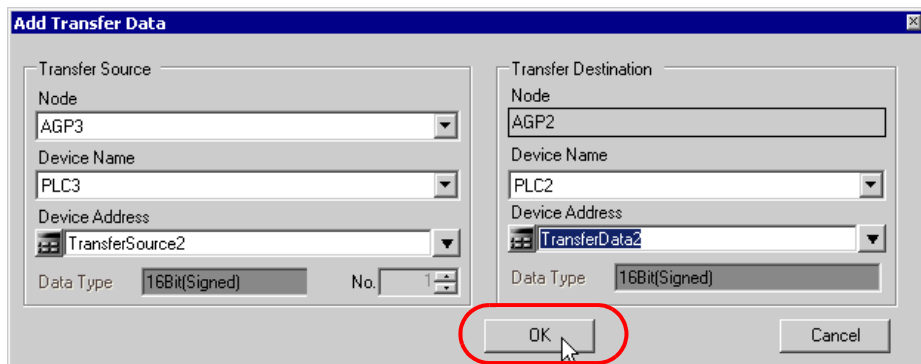 Add Transfer Data
Transfer Source
Node
AGP3
Device Name
PLC3
Device Address
TransferSource2
Data Type 16Bit(Signed) No. 1
Transfer Destination
Node
AGP2
Device Name
PLC2
Device Address
TransferData2
Data Type 16Bit(Signed)
OK Cancel